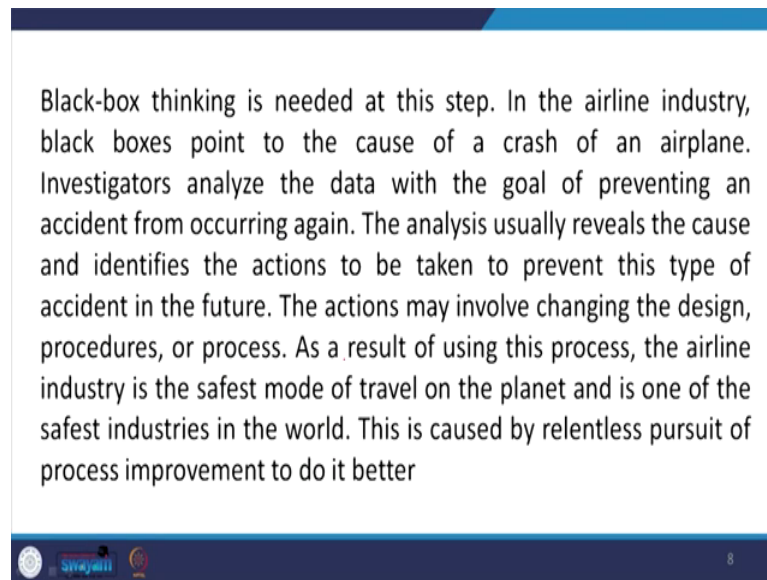 Black-box thinking is needed at this step. In the airline industry,
black boxes point to the cause of a crash of an airplane.
Investigators analyze the data with the goal of preventing an
accident from occurring again. The analysis usually reveals the cause
and identifies the actions to be taken to prevent this type of
accident in the future. The actions may involve changing the design,
procedures, or process. As a result of using this process, the airline
industry is the safest mode of travel on the planet and is one of the
safest industries in the world. This is caused by relentless pursuit of
process improvement to do it better
swayam
8